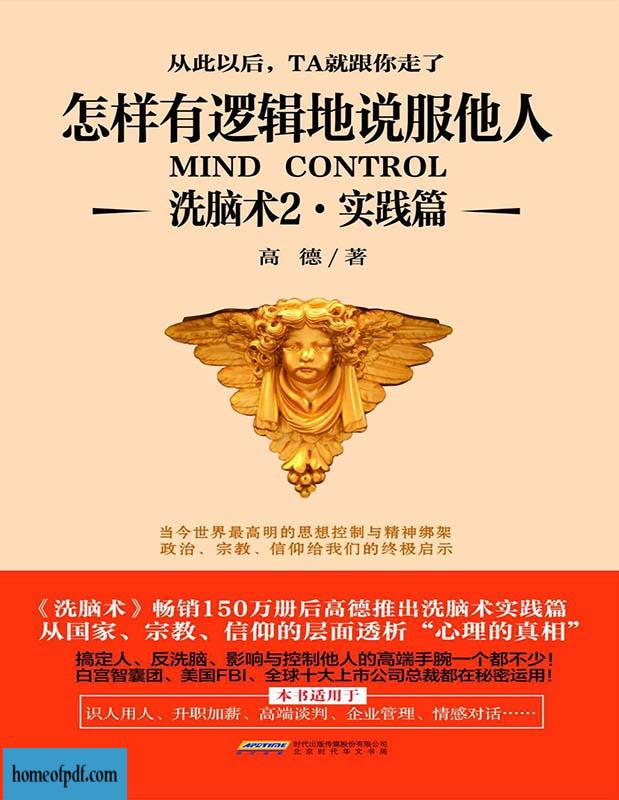 从此以后，TA就跟你走了
怎样有逻辑地说服他人
MIND CONTROL
洗脑术2·实践篇
高 德/著
当今世界最高明的思想控制与精神绑架
政治、宗教、信仰给我们的终极启示
《洗脑术》畅销150万册后高德推出洗脑术实践篇
从国家、宗教、信仰的层面透析“心理的真相”
搞定人、反洗脑、影响与控制他人的高端手腕一个都不少！
白宫智囊团、美国FBI、全球十大上市公司总裁都在秘密运用！
本书适用于
识人用人、升职加薪、高端谈判、企业管理、情感对话……
时代出版传媒股份有限公司
北京时代华文书局
homeofpdf.com